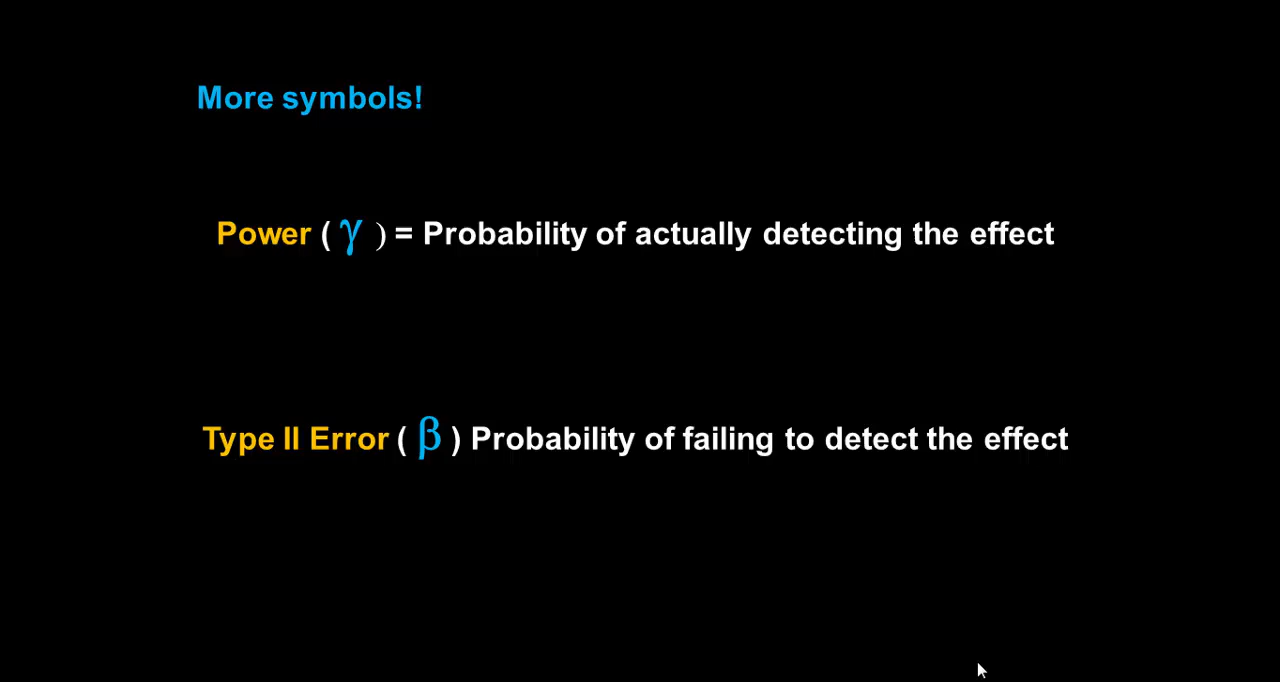 More symbols!
Power ( γ ) = Probability of actually detecting the effect
Type II Error ( β ) Probability of failing to detect the effect